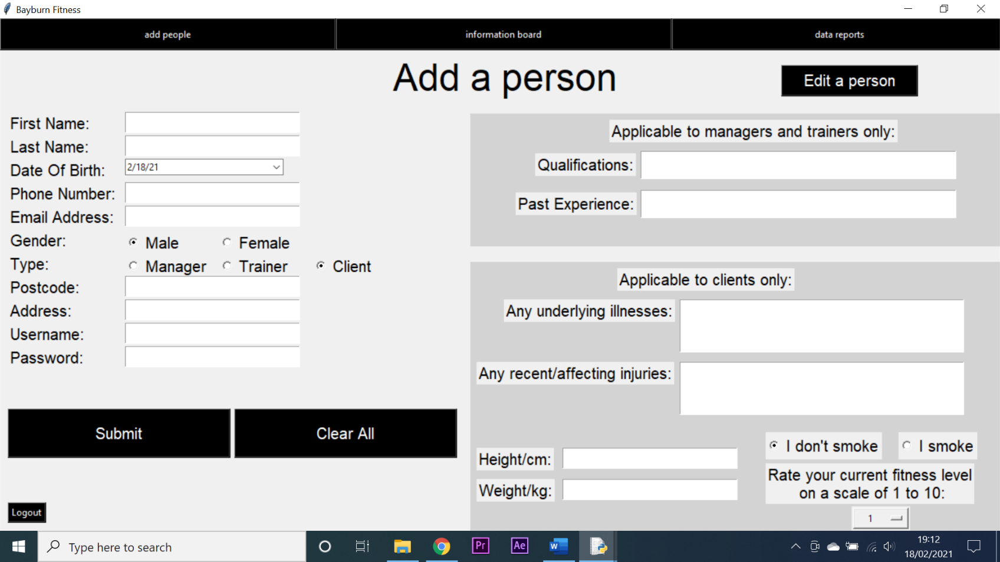 Bayburn Fitness
add people
information board
data reports
Add a person
Edit a person
First Name:
Last Name:
Date Of Birth: 2/18/21
Phone Number:
Email Address:
Gender: Male Female
Type: Manager Trainer Client
Postcode:
Address:
Username:
Password:
Submit
Clear All
Logout
Applicable to managers and trainers only:
Qualifications:
Past Experience:
Applicable to clients only:
Any underlying illnesses:
Any recent/affecting injuries:
Height/cm:
Weight/kg:
I don't smoke I smoke
Rate your current fitness level
on a scale of 1 to 10:
1
Type here to search
Pr
Ae
W
19:12
18/02/2021